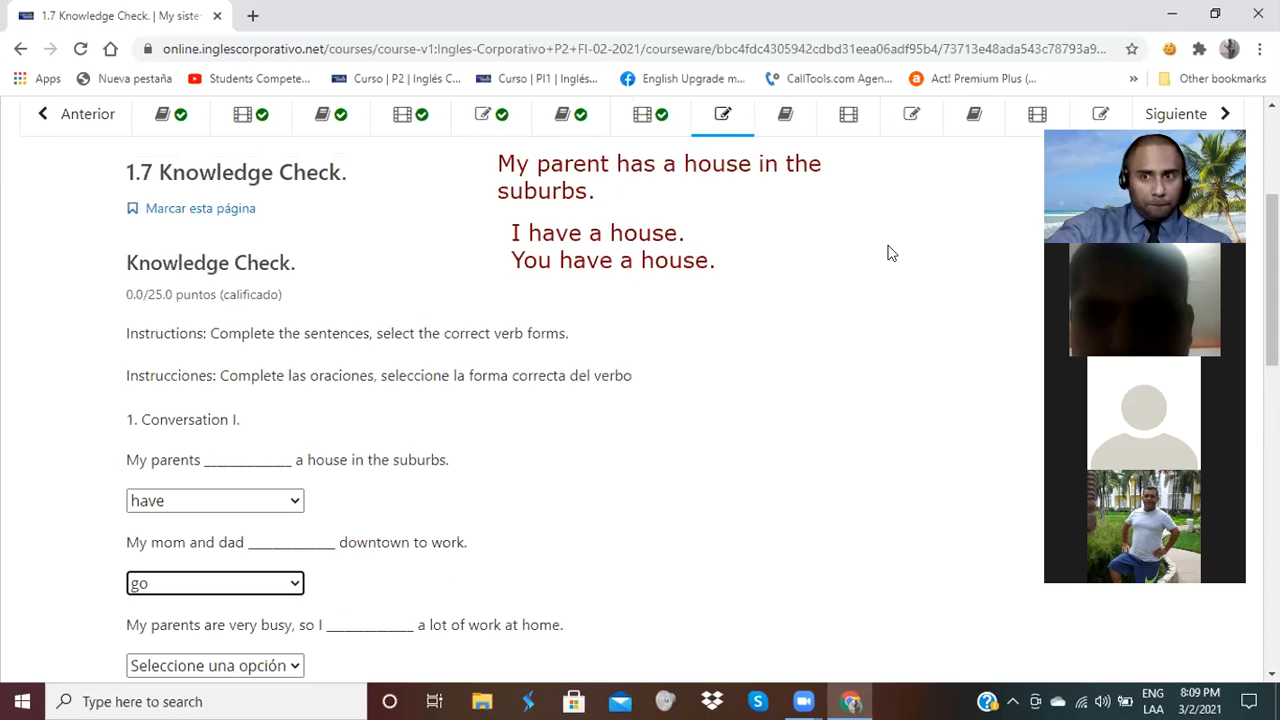 1.7 Knowledge Check. | My siste
online.inglescorporativo.net/courses/course-v1:Ingles-Corporativo+P2+FI-02-2021/courseware/bbc4fdc4305942cdbd31eea06adf95b4/73713e48ada543c78793a9...
Apps Nueva pestaña Students Compete... Curso | P2 | Inglés C... Curso | PI1 | Inglés... English Upgrade m... CallTools.com Agen... Act! Premium Plus (... » Other bookmarks
Anterior Siguiente
1.7 Knowledge Check.
Marcar esta página
My parent has a house in the
suburbs.
I have a house.
You have a house.
Knowledge Check.
0.0/25.0 puntos (calificado)
Instructions: Complete the sentences, select the correct verb forms.
Instrucciones: Complete las oraciones, seleccione la forma correcta del verbo
1. Conversation I.
My parents ______________ a house in the suburbs.
have
My mom and dad ______________ downtown to work.
go
My parents are very busy, so I ______________ a lot of work at home.
Seleccione una opción
Type here to search
ENG 8:09 PM
LAA 3/2/2021